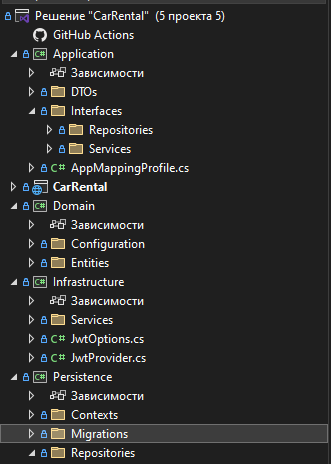 Решение "CarRental" (5 проекта 5)
GitHub Actions
Application
Зависимости
DTOs
Interfaces
Repositories
Services
AppMappingProfile.cs
CarRental
Domain
Зависимости
Configuration
Entities
Infrastructure
Зависимости
Services
JwtOptions.cs
JwtProvider.cs
Persistence
Зависимости
Contexts
Migrations
Repositories